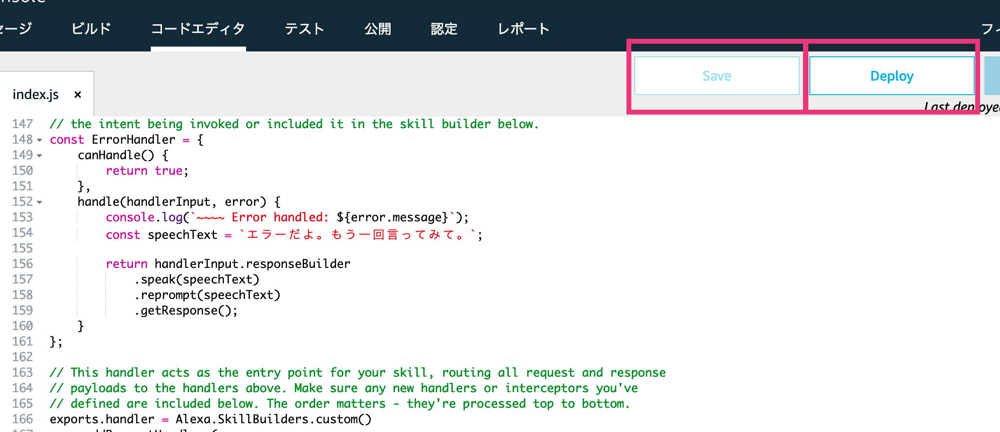 ビルド コードエディタ テスト 公開 認定 レポート
Save Deploy
index.js ×
Last deploye
147 // the intent being invoked or included it in the skill builder below.
148 const ErrorHandler = {
149 canHandle() {
150 return true;
151 },
152 handle(handlerInput, error) {
153 console.log(`~~~~ Error handled: ${error.message}`);
154 const speechText = `エラーだよ。もう一回言ってみて。`;
155
156 return handlerInput.responseBuilder
157 .speak(speechText)
158 .reprompt(speechText)
159 .getResponse();
160 }
161 };
162
163 // This handler acts as the entry point for your skill, routing all request and response
164 // payloads to the handlers above. Make sure any new handlers or interceptors you've
165 // defined are included below. The order matters - they're processed top to bottom.
166 exports.handler = Alexa.SkillBuilders.custom()